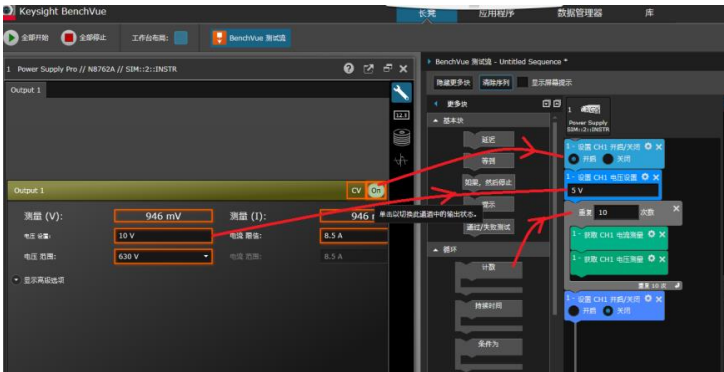 Keysight BenchVue
长凳
应用程序
数据管理器
库
全部开始
全部停止
工作台布局:
BenchVue 测试流
1 Power Supply Pro // N8762A // SIM::2::INSTR
Output 1
Output 1
CV
On
测量 (V):
946 mV
测量 (I):
946
单击以切换此通道中的输出状态。
电压 设置:
10 V
电流 限值:
8.5 A
电压 范围:
630 V
电流 范围:
8.5 A
显示高级选项
BenchVue 测试流 - Untitled Sequence *
隐藏更多块
清除序列
显示屏幕提示
更多块
基本块
延迟
等到
如果，然后停止
提示
通过/失败测试
循环
计数
持续时间
条件为
1
Power Supply
SIM::2::INSTR
1 - 设置 CH1 开启/关闭
开启
关闭
1 - 设置 CH1 电压设置
5 V
重复
10
次数
1 - 获取 CH1 电流测量
1 - 获取 CH1 电压测量
重复 10 次
1 - 设置 CH1 开启/关闭
开启
关闭